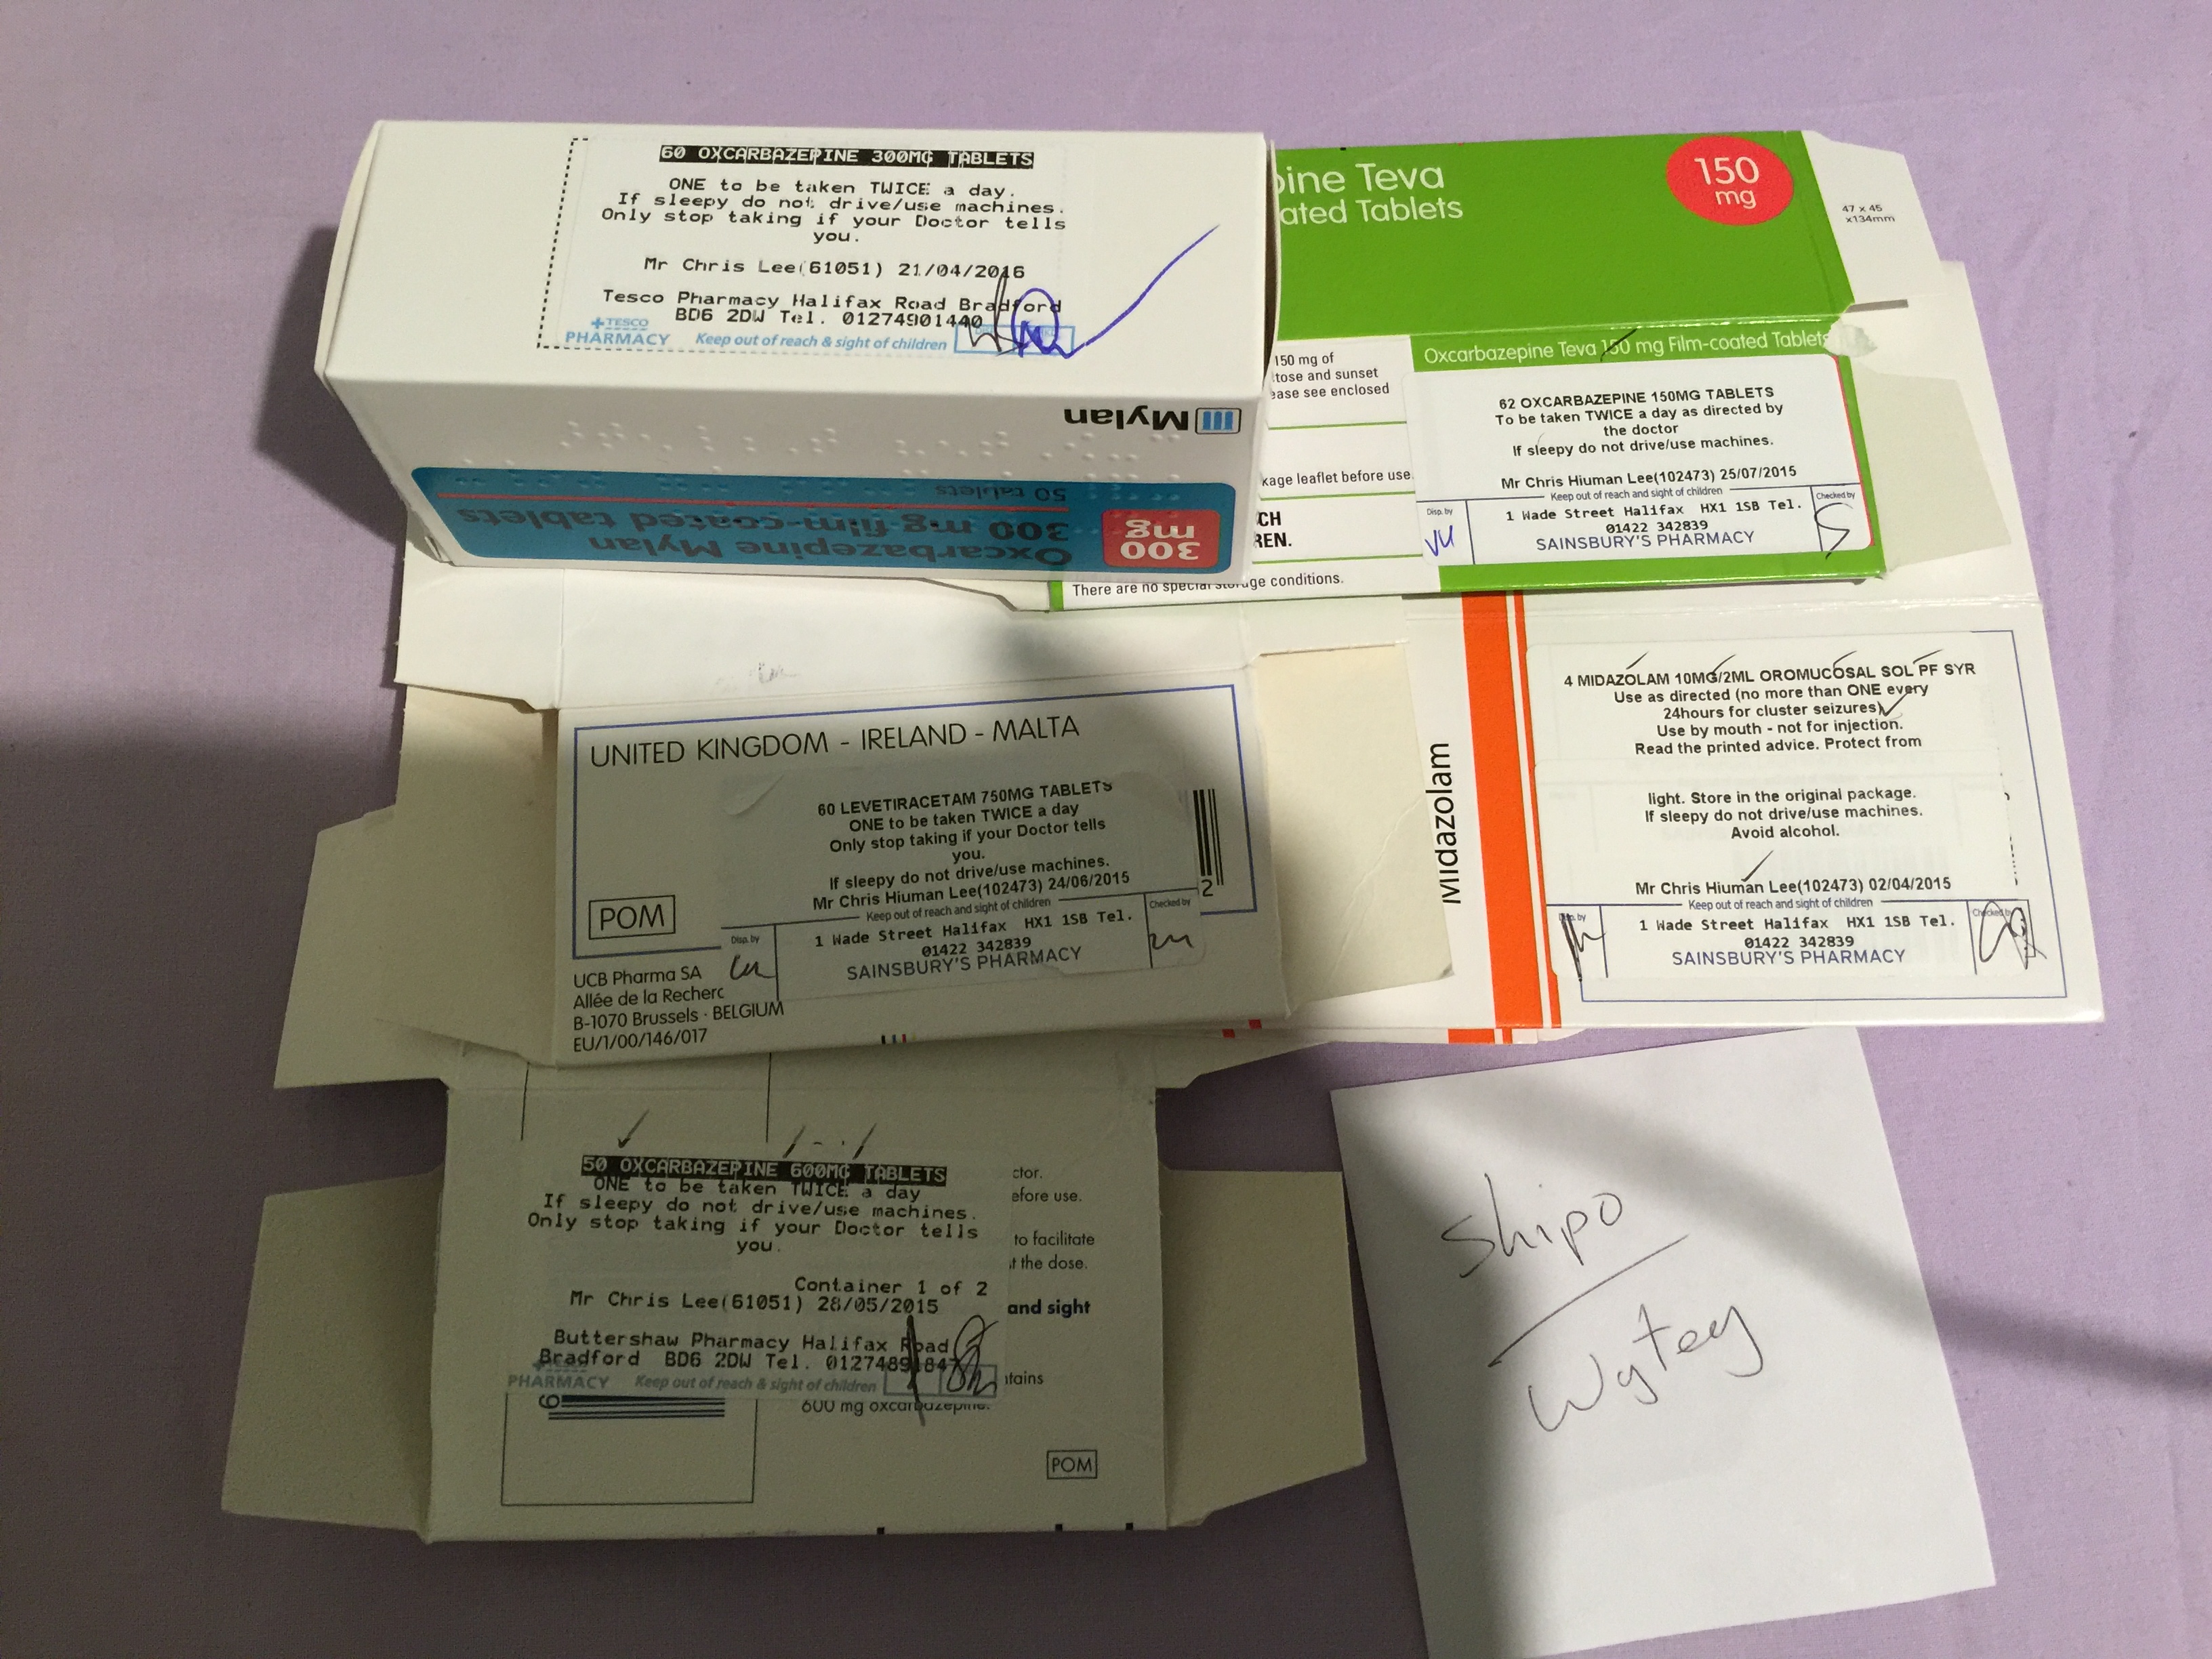 60 OXCARBAZEPINE 300MG TABLETS
ONE to be taken TWICE a day.
If sleepy do not drive/use machines.
Only stop taking if your Doctor tells
you.
Mr Chris Lee(61051) 21/04/2016
Tesco Pharmacy Halifax Road Bradford
BD6 2DW Tel. 01274901440
TESCO
PHARMACY Keep out of reach & sight of children
Mylan
300 mg
Oxcarbazepine Mylan
300 mg film-coated tablets
50 tablets
pine Teva
ated Tablets
150
mg
47 x 45
x134mm
150 mg of
tose and sunset
ease see enclosed
kage leaflet before use.
CH
REN.
There are no special storage conditions.
Oxcarbazepine Teva 150 mg Film-coated Tablets
62 OXCARBAZEPINE 150MG TABLETS
To be taken TWICE a day as directed by
the doctor
If sleepy do not drive/use machines.
Mr Chris Hiuman Lee(102473) 25/07/2015
Keep out of reach and sight of children
Disp. by
Checked by
1 Wade Street Halifax HX1 1SB Tel.
01422 342839
SAINSBURY'S PHARMACY
UNITED KINGDOM - IRELAND - MALTA
60 LEVETIRACETAM 750MG TABLETS
ONE to be taken TWICE a day
Only stop taking if your Doctor tells
you.
If sleepy do not drive/use machines.
Mr Chris Hiuman Lee(102473) 24/06/2015
Keep out of reach and sight of children
Disp. by
Checked by
1 Wade Street Halifax HX1 1SB Tel.
01422 342839
SAINSBURY'S PHARMACY
2
POM
UCB Pharma SA
Allée de la Recherc
B-1070 Brussels · BELGIUM
EU/1/00/146/017
Midazolam
4 MIDAZOLAM 10MG/2ML OROMUCOSAL SOL PF SYR
Use as directed (no more than ONE every
24hours for cluster seizures)
Use by mouth - not for injection.
Read the printed advice. Protect from
light. Store in the original package.
If sleepy do not drive/use machines.
Avoid alcohol.
Mr Chris Hiuman Lee(102473) 02/04/2015
Keep out of reach and sight of children
Disp. by
Checked by
1 Wade Street Halifax HX1 1SB Tel.
01422 342839
SAINSBURY'S PHARMACY
50 OXCARBAZEPINE 600MG TABLETS
ONE to be taken TWICE a day
If sleepy do not drive/use machines.
Only stop taking if your Doctor tells
you.
Container 1 of 2
Mr Chris Lee(61051) 28/05/2015
Buttershaw Pharmacy Halifax Road
Bradford BD6 2DW Tel.
PHARMACY Keep out of reach & sight of children
ctor.
efore use.
to facilitate
t the dose.
and sight
ntains
600 mg oxcarbazepine.
POM
Shipo
Wytey